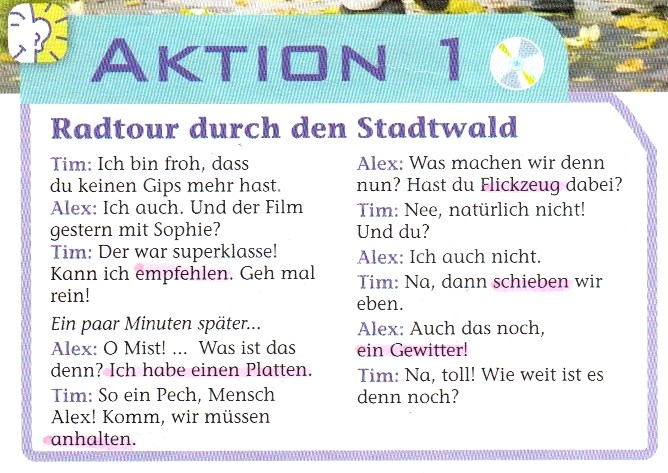 AKTION 1
Radtour durch den Stadtwald
Tim: Ich bin froh, dass
du keinen Gips mehr hast.
Alex: Ich auch. Und der Film
gestern mit Sophie?
Tim: Der war superklasse!
Kann ich empfehlen. Geh mal
rein!
Ein paar Minuten später...
Alex: O Mist! ... Was ist das
denn? Ich habe einen Platten.
Tim: So ein Pech, Mensch
Alex! Komm, wir müssen
anhalten.
Alex: Was machen wir denn
nun? Hast du Flickzeug dabei?
Tim: Nee, natürlich nicht!
Und du?
Alex: Ich auch nicht.
Tim: Na, dann schieben wir
eben.
Alex: Auch das noch,
ein Gewitter!
Tim: Na, toll! Wie weit ist es
denn noch?